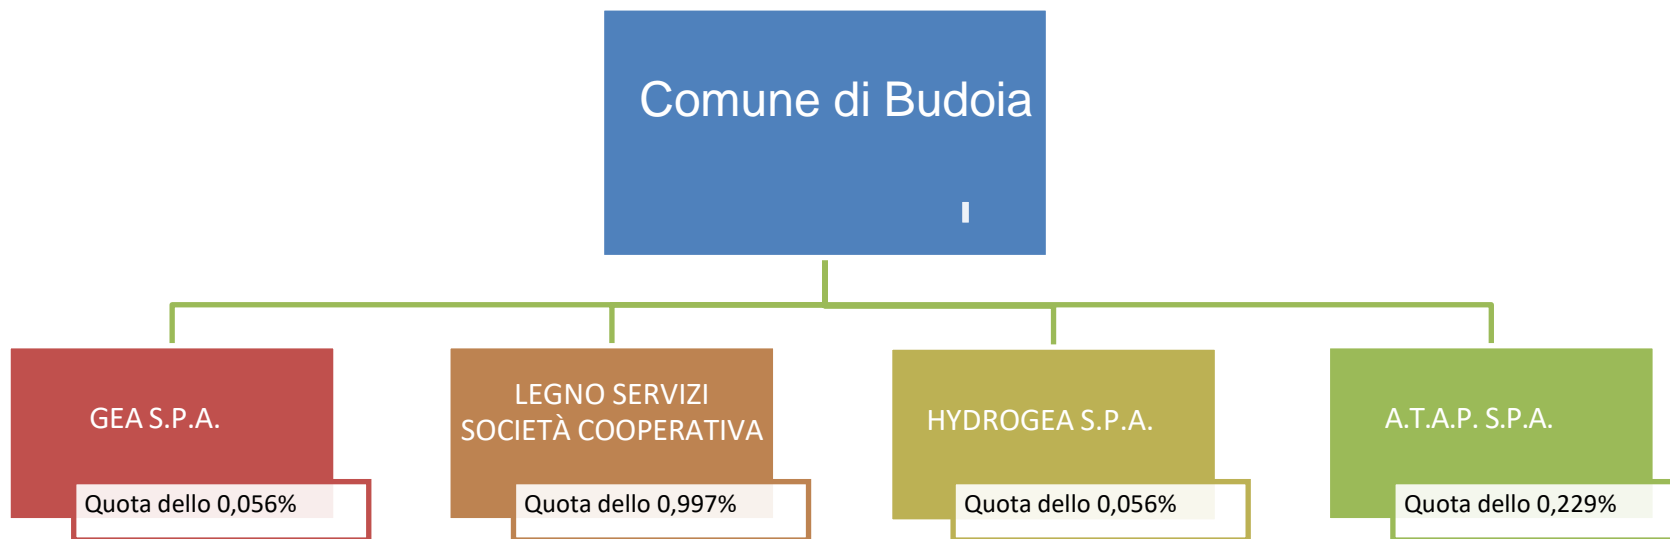 Comune di Budoia
GEA S.P.A.
Quota dello 0,056%
LEGNO SERVIZI
SOCIETÀ COOPERATIVA
Quota dello 0,997%
HYDROGEA S.P.A.
Quota dello 0,056%
A.T.A.P. S.P.A.
Quota dello 0,229%